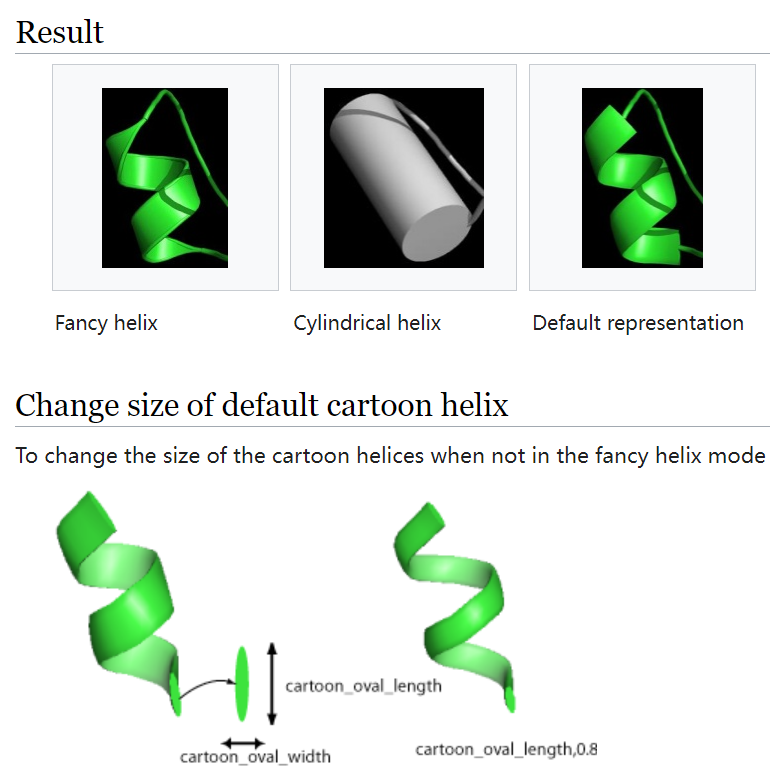 Result
Fancy helix
Cylindrical helix
Default representation
Change size of default cartoon helix
To change the size of the cartoon helices when not in the fancy helix mode
cartoon_oval_length
cartoon_oval_width
cartoon_oval_length,0.8